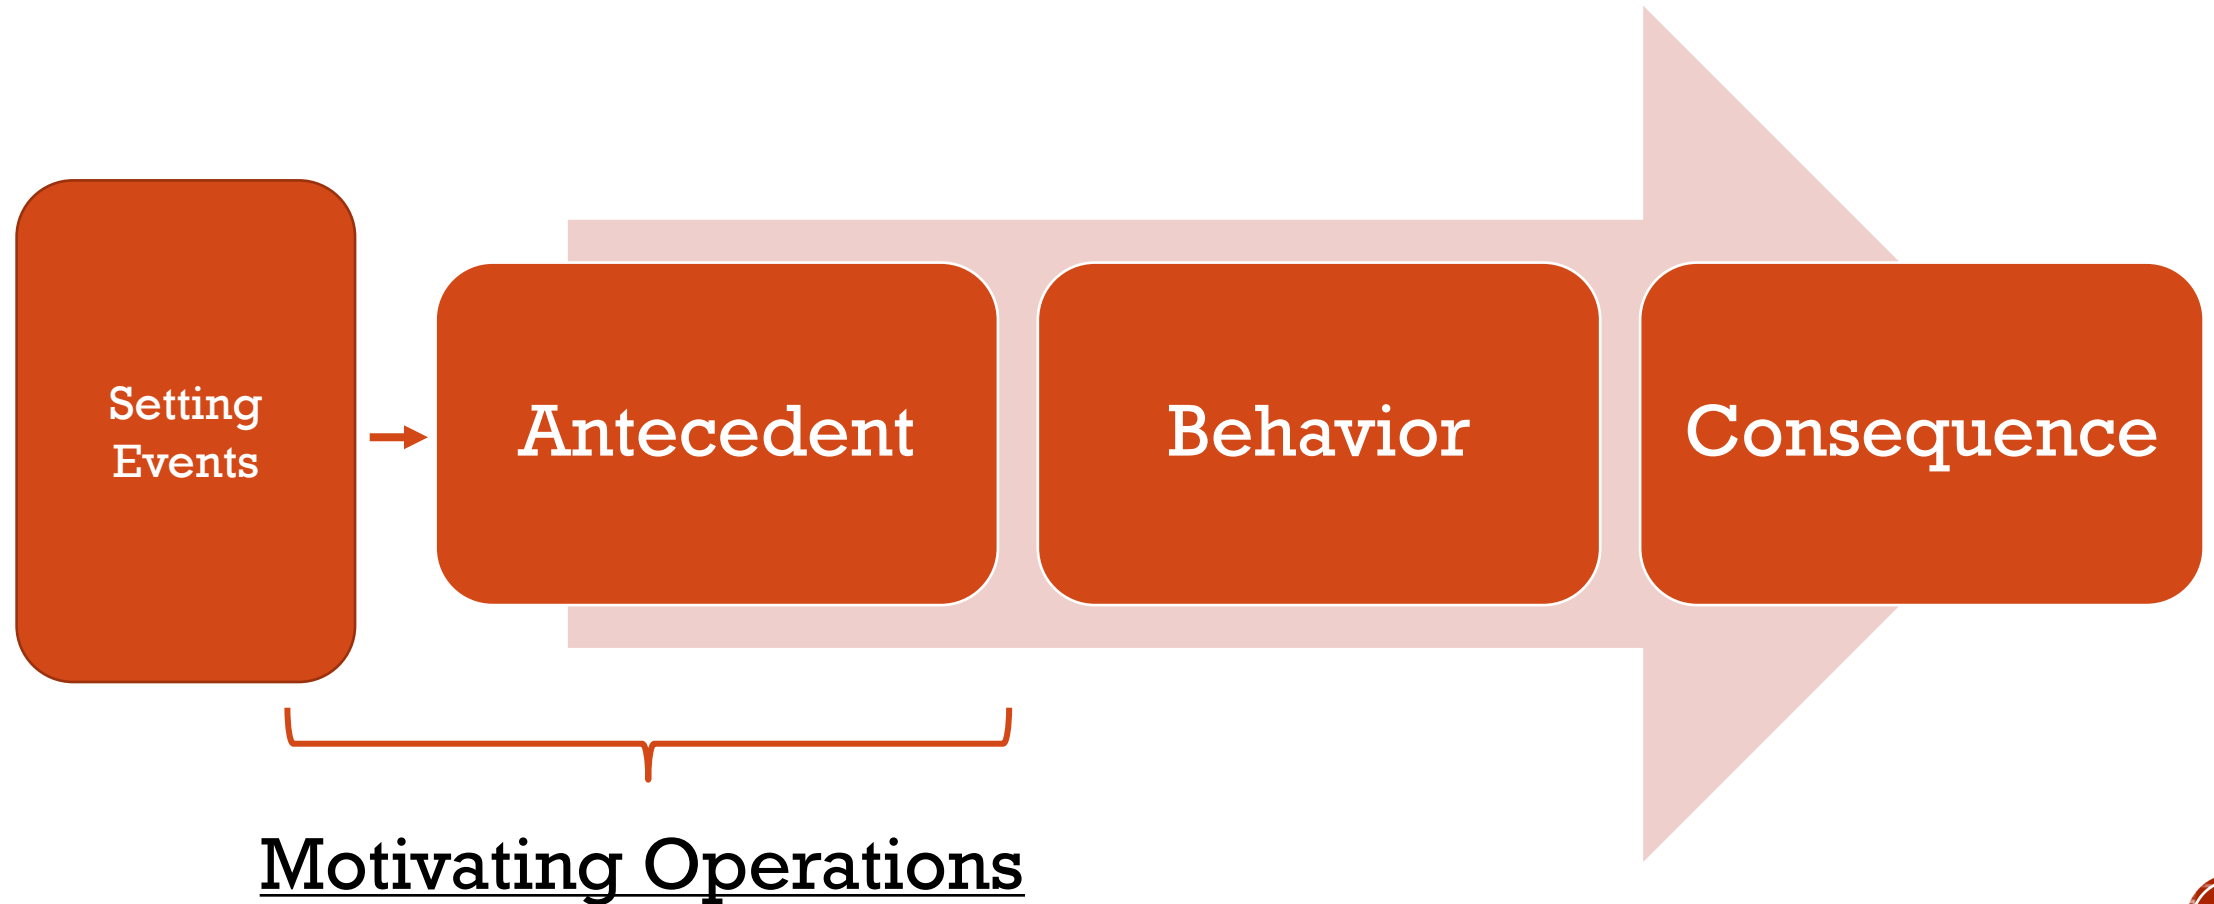 Setting
Events
Antecedent
Behavior
Consequence
Motivating Operations